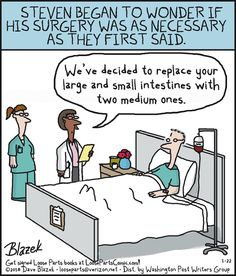 STEVEN BEGAN TO WONDER IF
HIS SURGERY WAS AS NECESSARY
AS THEY FIRST SAID.
We've decided to replace your
large and small intestines with
two medium ones.
Blazek
1-22
Get signed Loose Parts books at LoosePartsComic.com!
©2018 Dave Blazek - looseparts@verizon.net - Dist. by Washington Post Writers Group